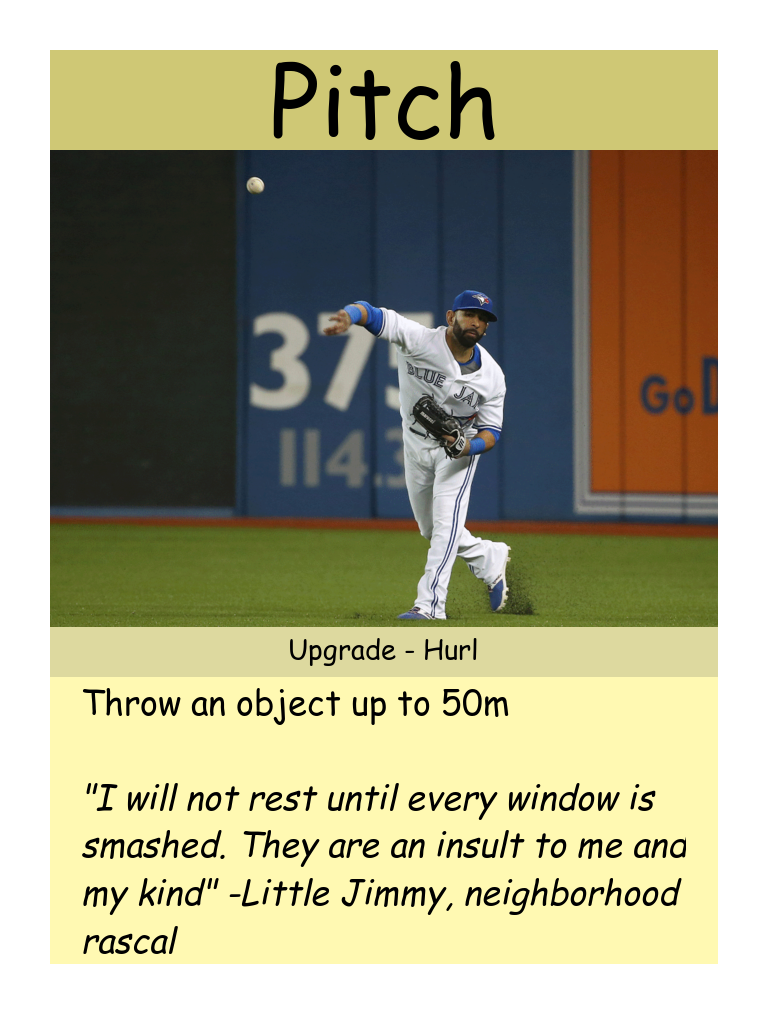 Pitch
375
114.3
BLUE JA
GoD
Upgrade - Hurl
Throw an object up to 50m
"I will not rest until every window is
smashed. They are an insult to me and
my kind" -Little Jimmy, neighborhood
rascal